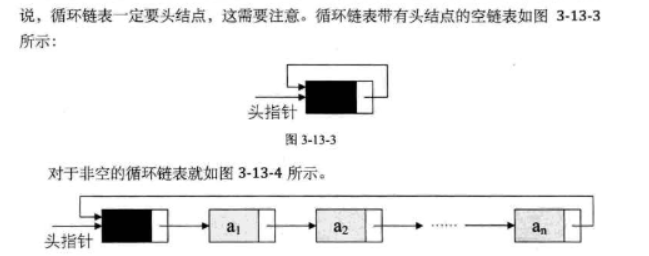 说，循环链表一定要头结点，这需要注意。循环链表带有头结点的空链表如图 3-13-3
所示：
头指针
图 3-13-3
对于非空的循环链表就如图 3-13-4 所示。
头指针 a₁ a₂ …… aₙ